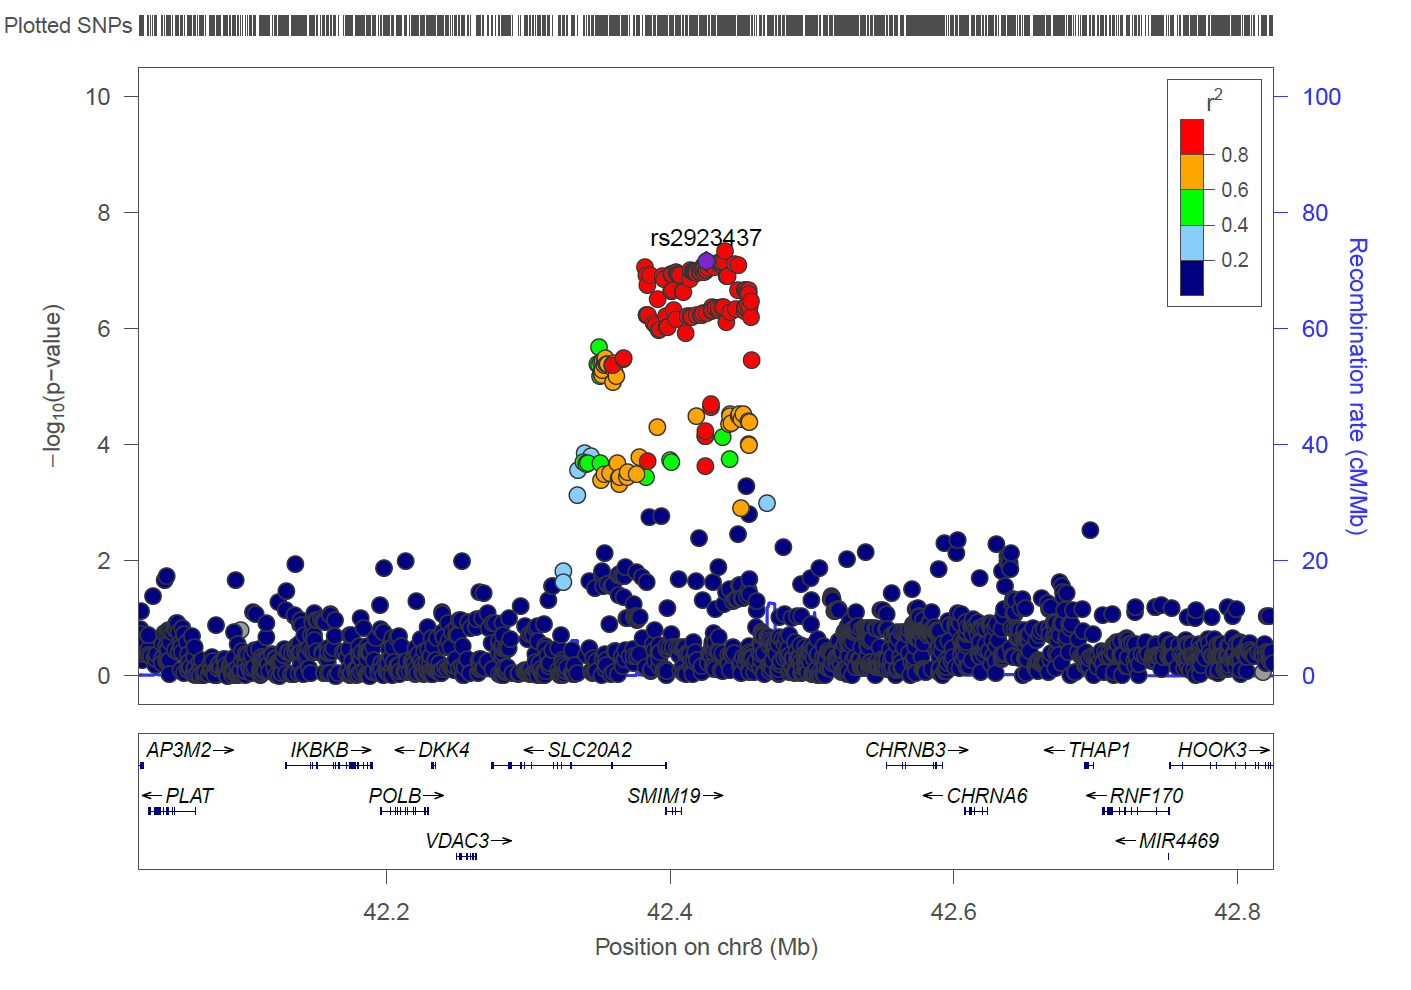 Plotted SNPs
10
8
6
4
2
0
−log10(p−value)
100
80
60
40
20
0
Recombination rate (cM/Mb)
r2
0.8
0.6
0.4
0.2
rs2923437
AP3M2→ IKBKB→ ←DKK4 ←SLC20A2 CHRNB3→ ←THAP1 HOOK3→
←PLAT POLB→ SMIM19→ ←CHRNA6 ←RNF170
VDAC3→ ←MIR4469
42.2 42.4 42.6 42.8
Position on chr8 (Mb)